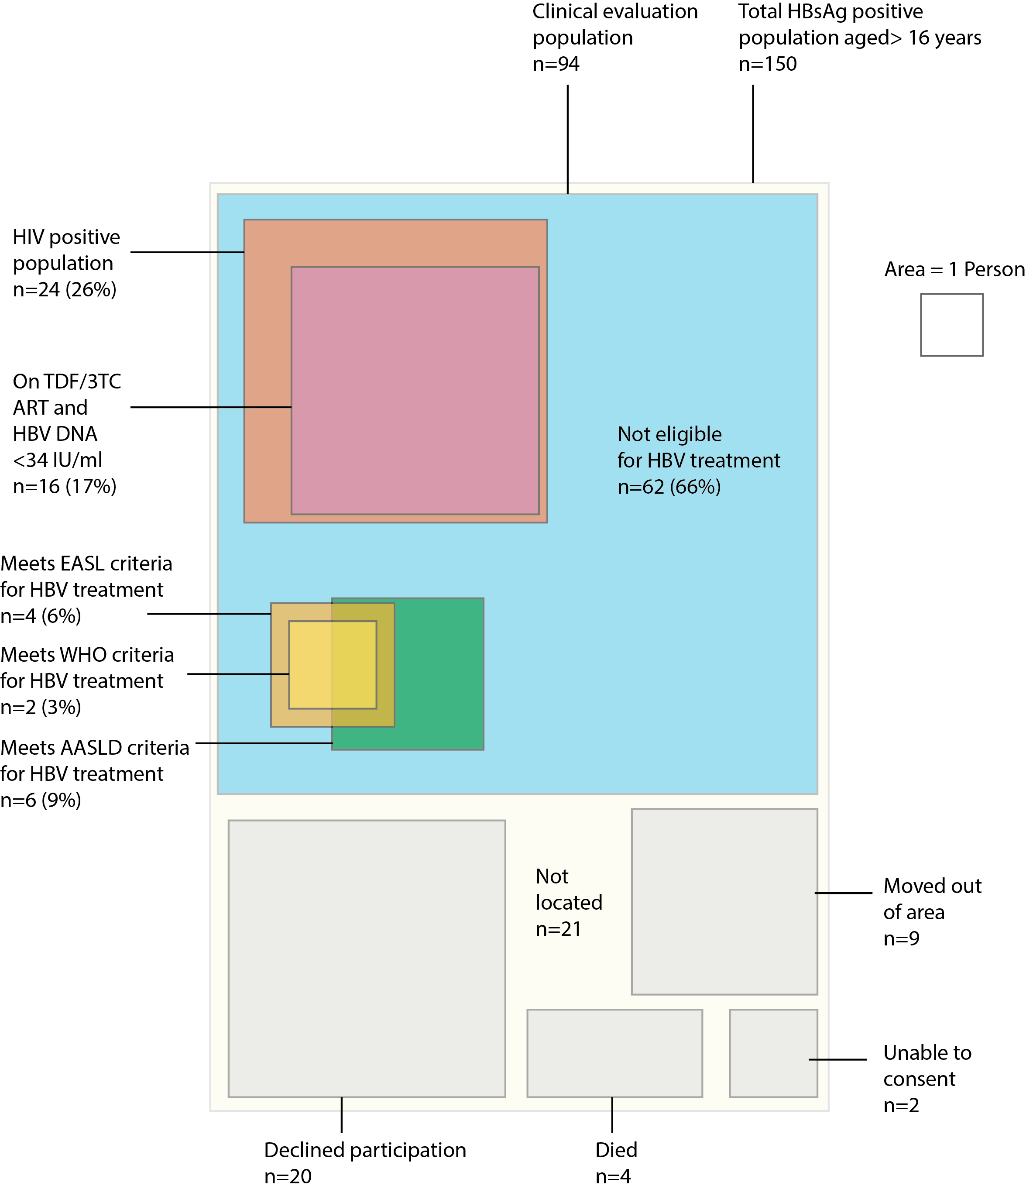 Clinical evaluation
population
n=94
Total HBsAg positive
population aged> 16 years
n=150
HIV positive
population
n=24 (26%)
Area = 1 Person
On TDF/3TC
ART and
HBV DNA
<34 IU/ml
n=16 (17%)
Not eligible
for HBV treatment
n=62 (66%)
Meets EASL criteria
for HBV treatment
n=4 (6%)
Meets WHO criteria
for HBV treatment
n=2 (3%)
Meets AASLD criteria
for HBV treatment
n=6 (9%)
Not
located
n=21
Moved out
of area
n=9
Unable to
consent
n=2
Declined participation
n=20
Died
n=4